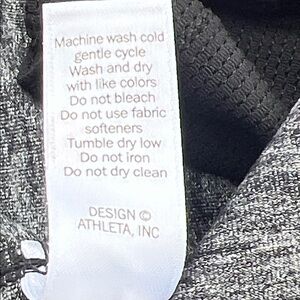 Machine wash cold
gentle cycle
Wash and dry
with like colors
Do not bleach
Do not use fabric
softeners
Tumble dry low
Do not iron
Do not dry clean
DESIGN ©
ATHLETA, INC